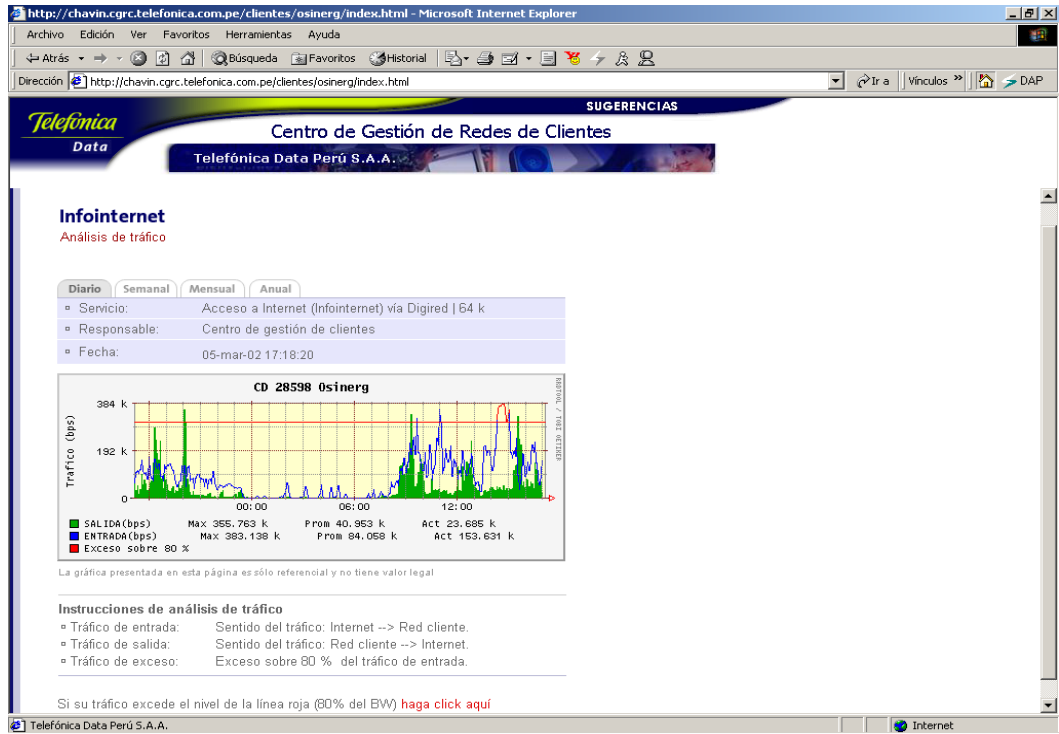 http://chavin.cgrc.telefonica.com.pe/clientes/osinerg/index.html - Microsoft Internet Explorer
Archivo Edición Ver Favoritos Herramientas Ayuda
Atrás Búsqueda Favoritos Historial
Dirección http://chavin.cgrc.telefonica.com.pe/clientes/osinerg/index.html Ir a Vínculos » DAP
SUGERENCIAS
Telefónica
Data
Centro de Gestión de Redes de Clientes
Telefónica Data Perú S.A.A.
Infointernet
Análisis de tráfico
Diario Semanal Mensual Anual
Servicio: Acceso a Internet (Infointernet) vía Digired | 64 k
Responsable: Centro de gestión de clientes
Fecha: 05-mar-02 17:18:20
CD 28598 Osinerg
RRDTOOL / TOBI OETIKER
Trafico (bps)
384 k
192 k
0
00:00 06:00 12:00
SALIDA(bps) Max 355.763 k Prom 40.953 k Act 23.685 k
ENTRADA(bps) Max 383.138 k Prom 84.058 k Act 153.631 k
Exceso sobre 80 %
La gráfica presentada en esta página es sólo referencial y no tiene valor legal
Instrucciones de análisis de tráfico
Tráfico de entrada: Sentido del tráfico: Internet --> Red cliente.
Tráfico de salida: Sentido del tráfico: Red cliente --> Internet.
Tráfico de exceso: Exceso sobre 80 % del tráfico de entrada.
Si su tráfico excede el nivel de la línea roja (80% del BW) haga click aquí
Telefónica Data Perú S.A.A. Internet